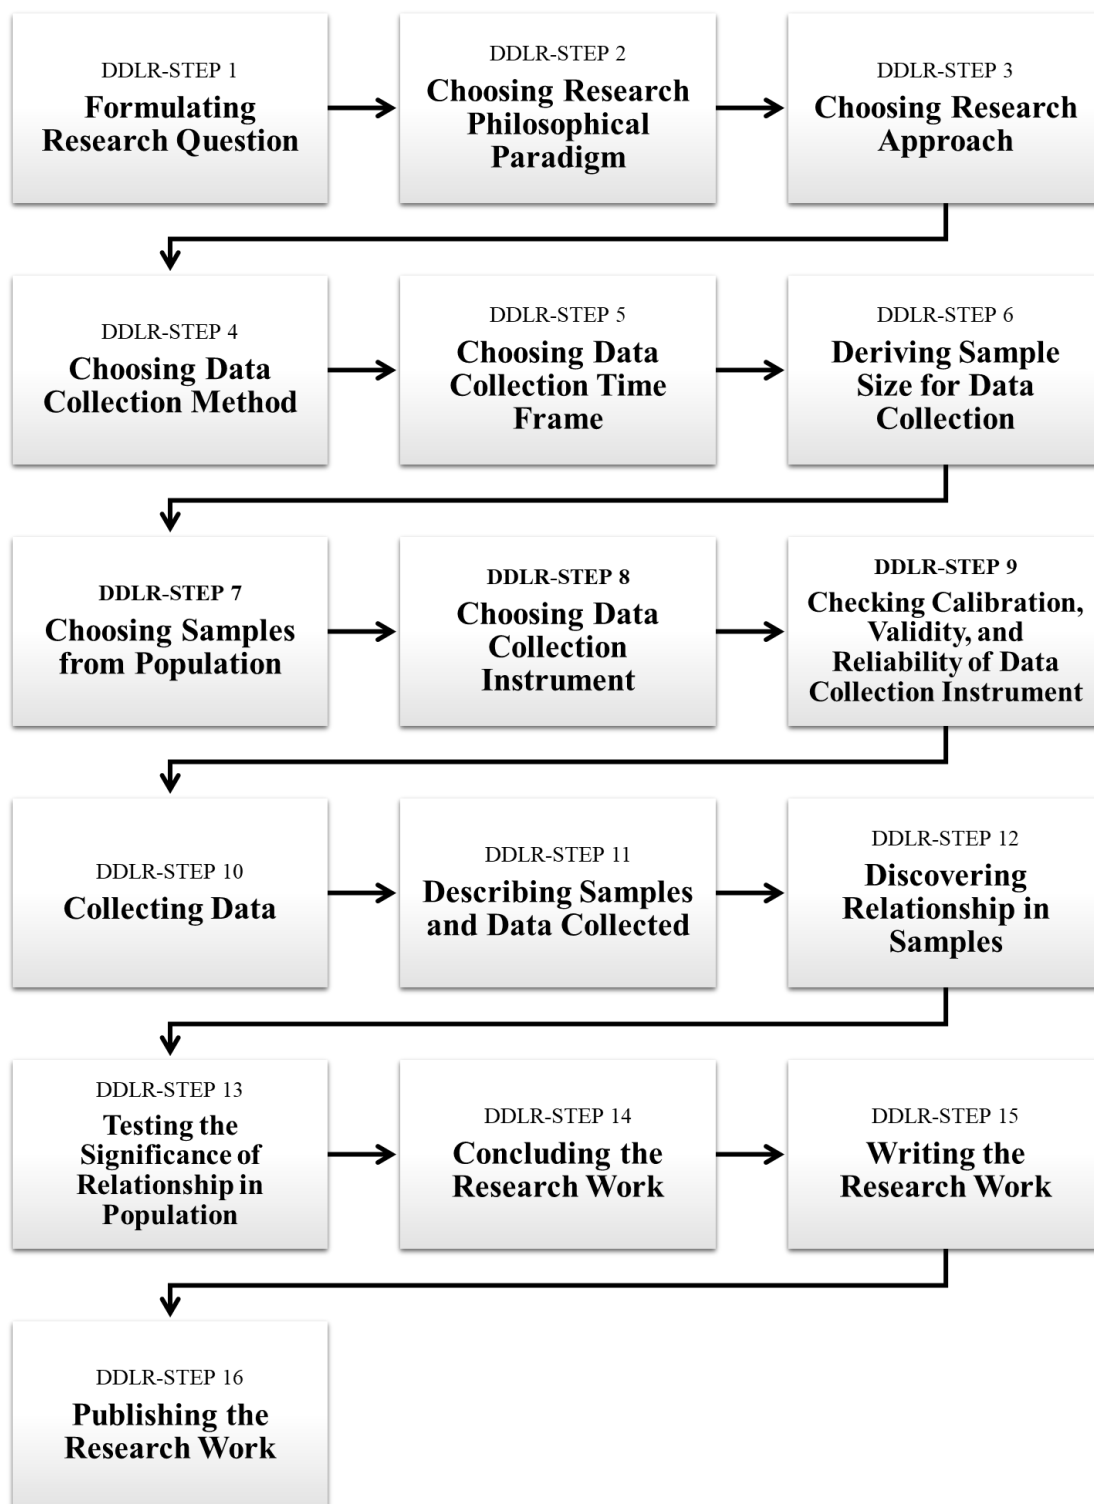 DDLR-STEP 1
Formulating
Research Question
DDLR-STEP 2
Choosing Research
Philosophical
Paradigm
DDLR-STEP 3
Choosing Research
Approach
DDLR-STEP 4
Choosing Data
Collection Method
DDLR-STEP 5
Choosing Data
Collection Time
Frame
DDLR-STEP 6
Deriving Sample
Size for Data
Collection
DDLR-STEP 7
Choosing Samples
from Population
DDLR-STEP 8
Choosing Data
Collection
Instrument
DDLR-STEP 9
Checking Calibration,
Validity, and
Reliability of Data
Collection Instrument
DDLR-STEP 10
Collecting Data
DDLR-STEP 11
Describing Samples
and Data Collected
DDLR-STEP 12
Discovering
Relationship in
Samples
DDLR-STEP 13
Testing the
Significance of
Relationship in
Population
DDLR-STEP 14
Concluding the
Research Work
DDLR-STEP 15
Writing the
Research Work
DDLR-STEP 16
Publishing the
Research Work